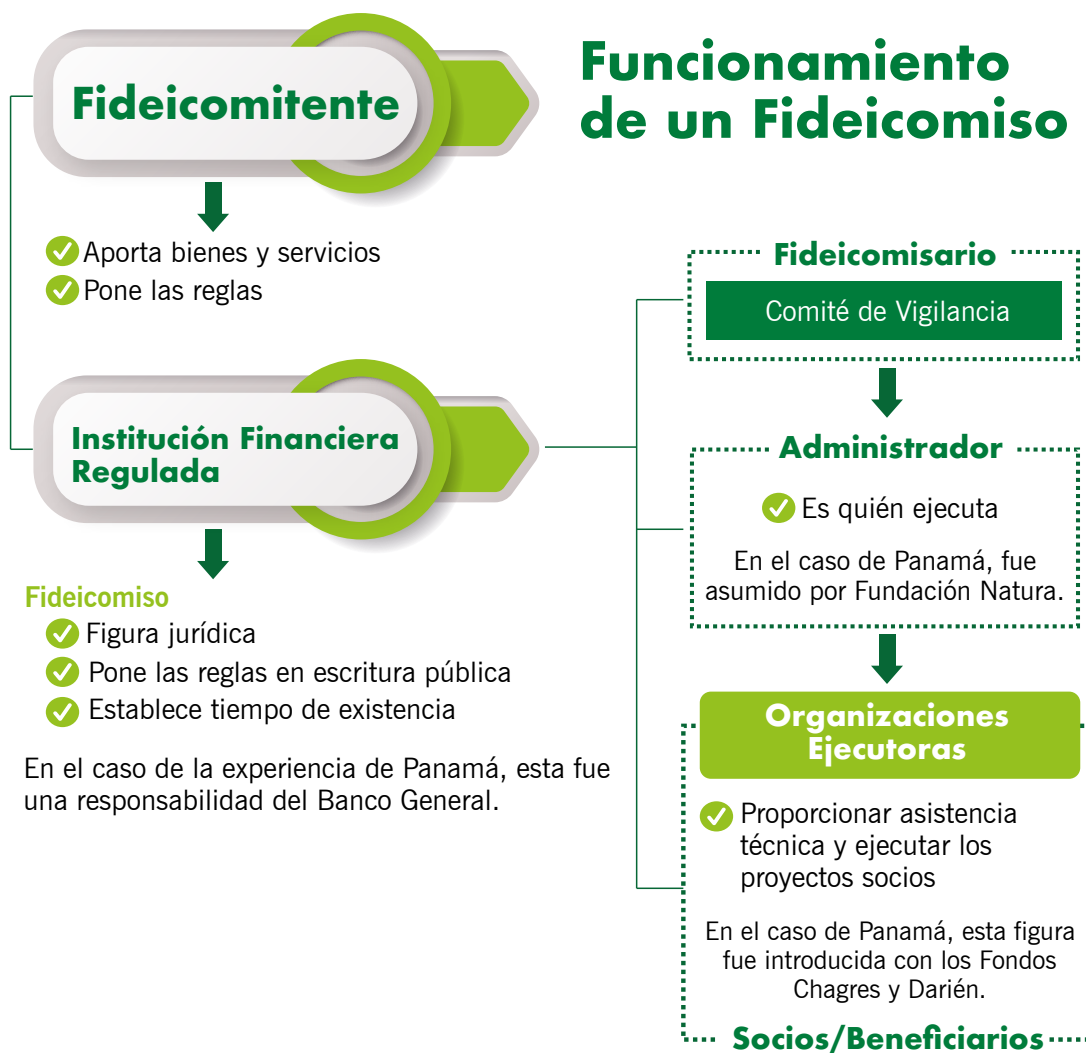 Funcionamiento
de un Fideicomiso
Fideicomitente
Aporta bienes y servicios
Pone las reglas
Institución Financiera
Regulada
Fideicomiso
Figura jurídica
Pone las reglas en escritura pública
Establece tiempo de existencia
En el caso de la experiencia de Panamá, esta fue
una responsabilidad del Banco General.
Fideicomisario
Comité de Vigilancia
Administrador
Es quién ejecuta
En el caso de Panamá, fue
asumido por Fundación Natura.
Organizaciones
Ejecutoras
Proporcionar asistencia
técnica y ejecutar los
proyectos socios
En el caso de Panamá, esta figura
fue introducida con los Fondos
Chagres y Darién.
Socios/Beneficiarios